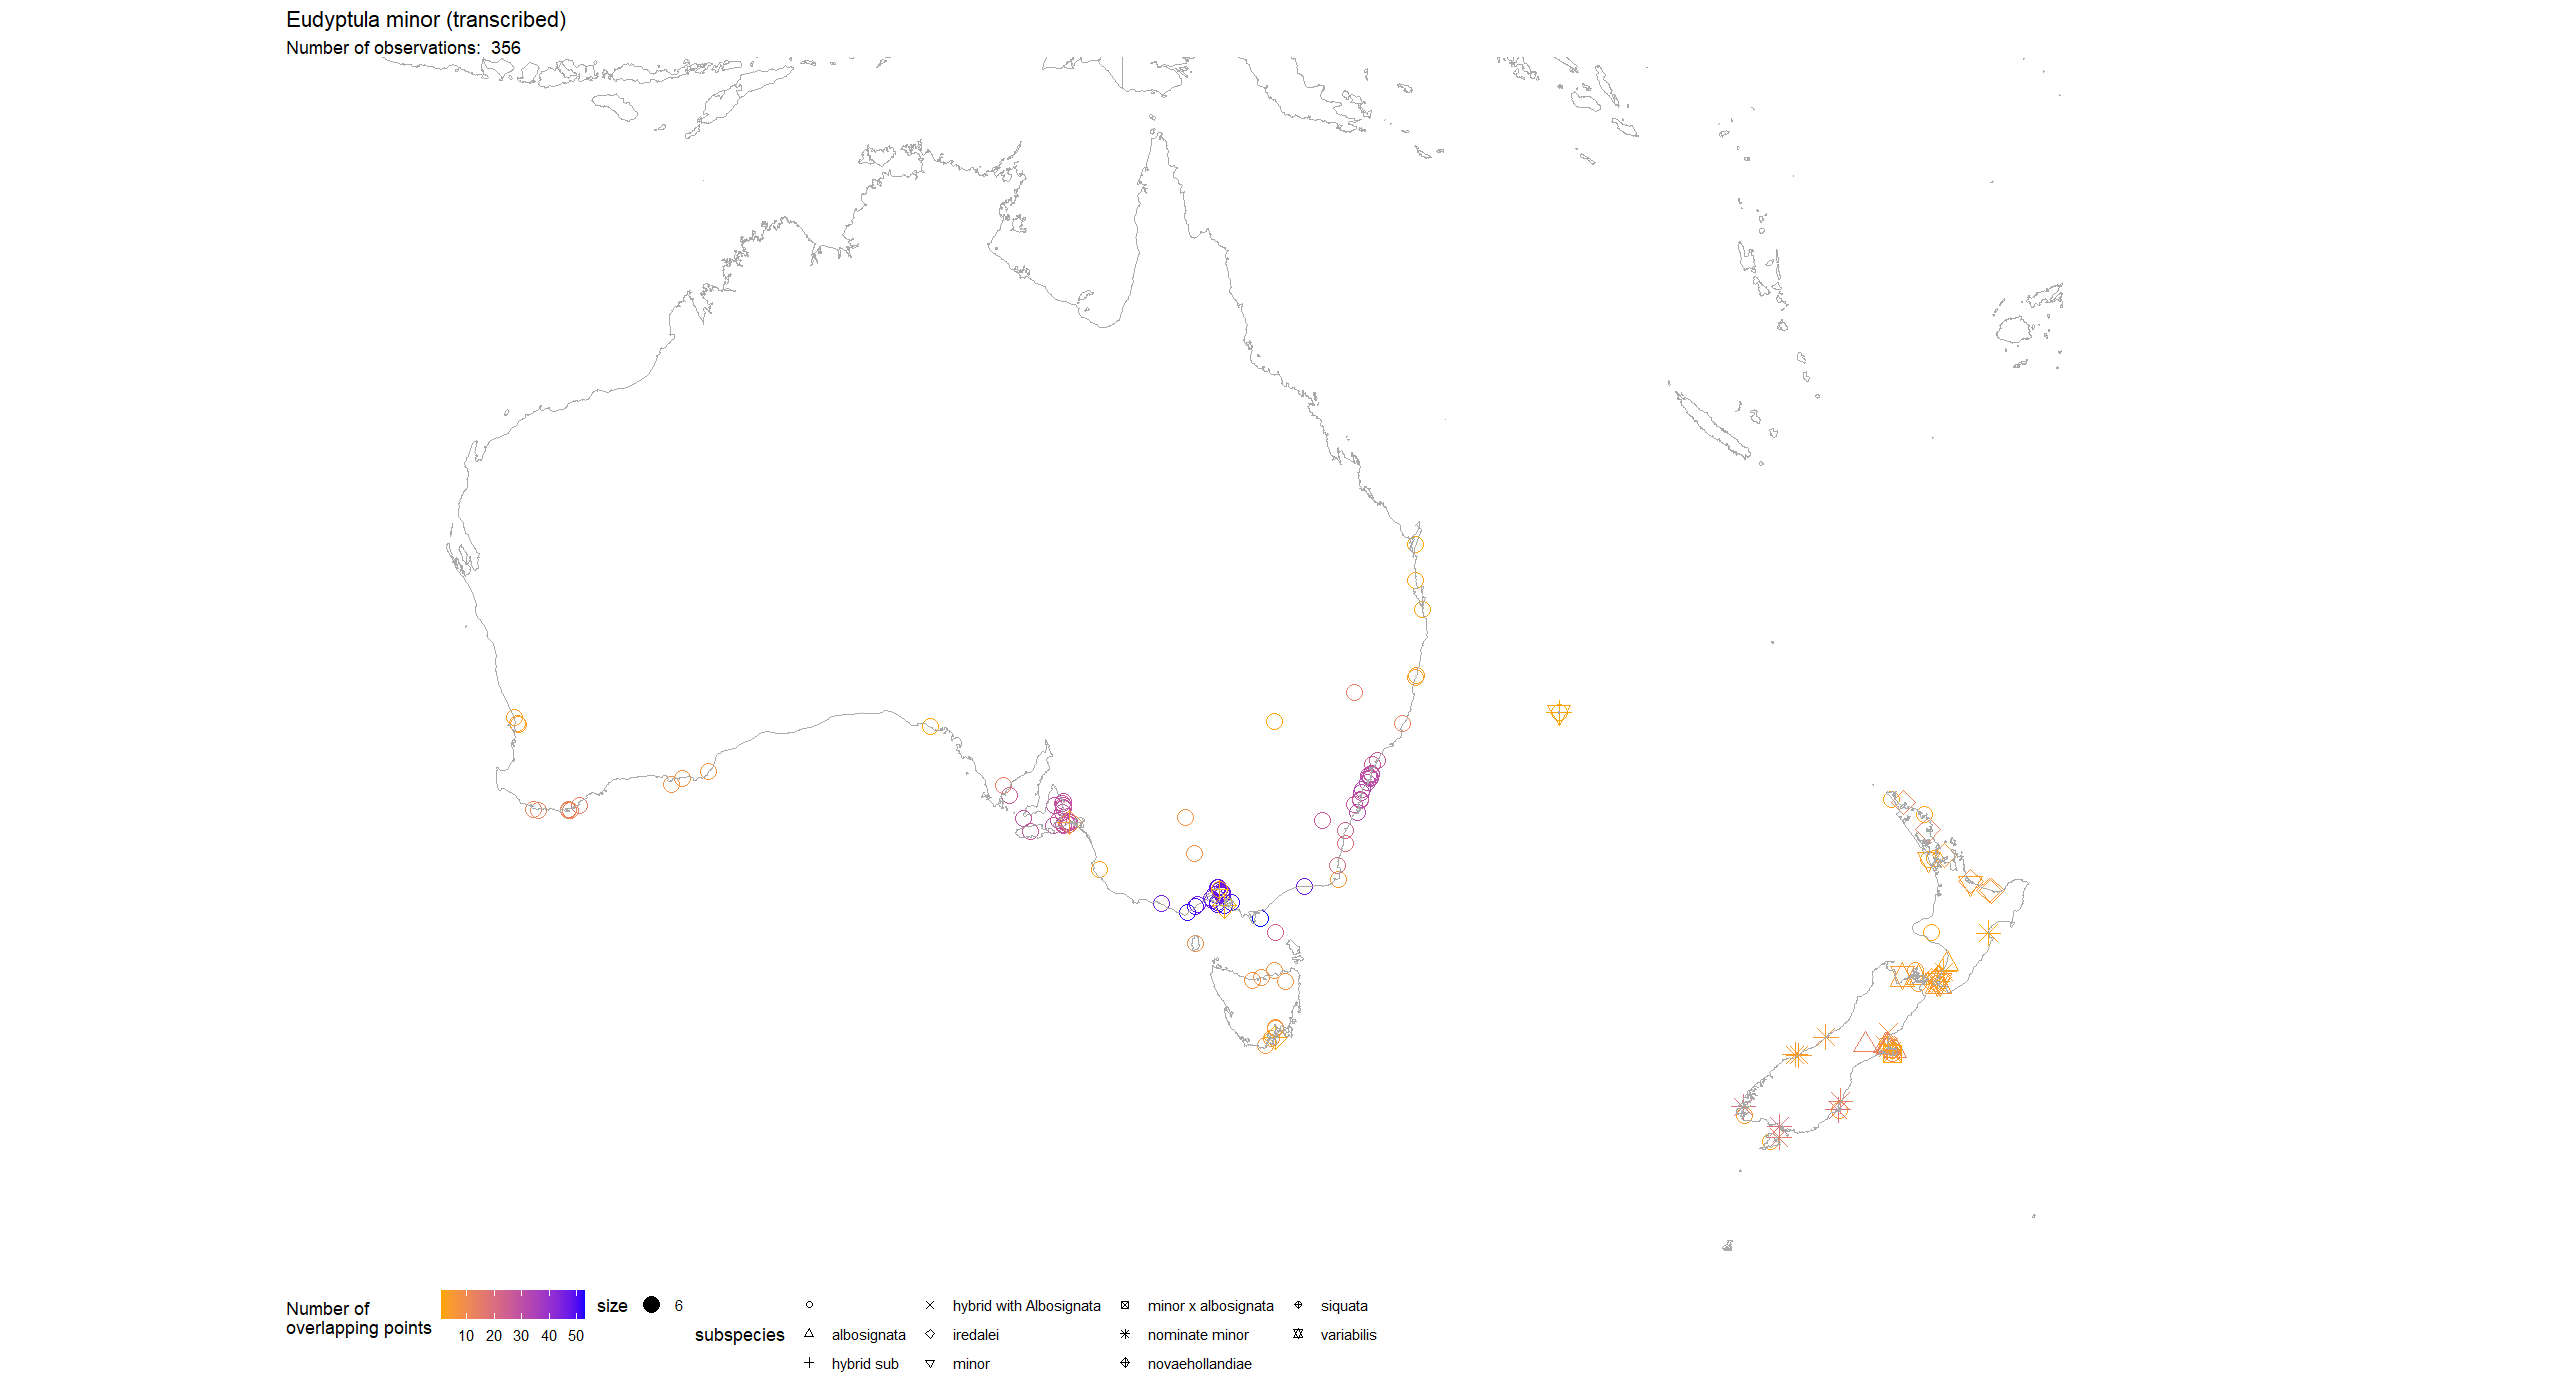 Eudyptula minor (transcribed)
Number of observations:  356
Number of
overlapping points
10 20 30 40 50
size
6
subspecies
albosignata
hybrid sub
hybrid with Albosignata
iredalei
minor
minor x albosignata
nominate minor
novaehollandiae
siquata
variabilis